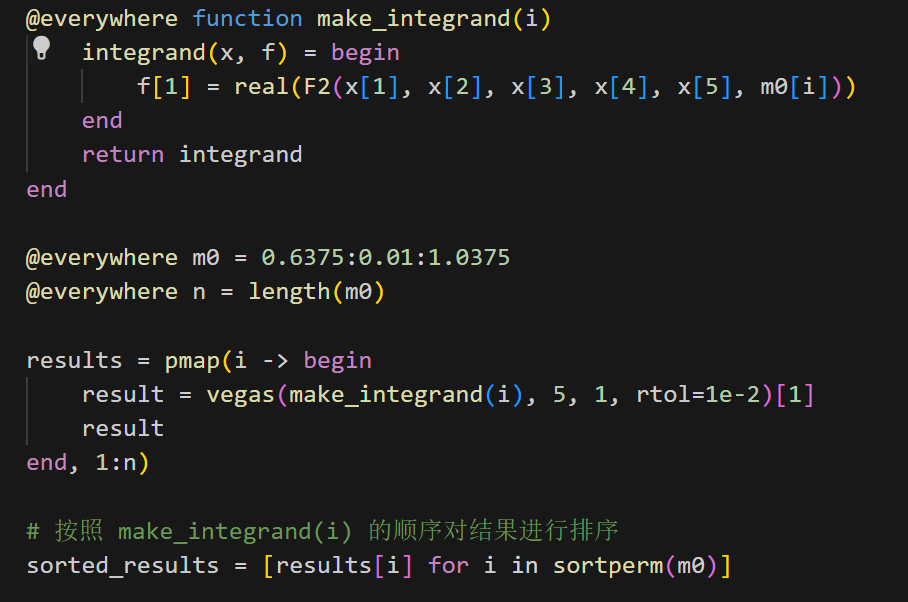 @everywhere function make_integrand(i)
    integrand(x, f) = begin
        f[1] = real(F2(x[1], x[2], x[3], x[4], x[5], m0[i]))
    end
    return integrand
end
@everywhere m0 = 0.6375:0.01:1.0375
@everywhere n = length(m0)
results = pmap(i -> begin
    result = vegas(make_integrand(i), 5, 1, rtol=1e-2)[1]
    result
end, 1:n)
# 按照 make_integrand(i) 的顺序对结果进行排序
sorted_results = [results[i] for i in sortperm(m0)]